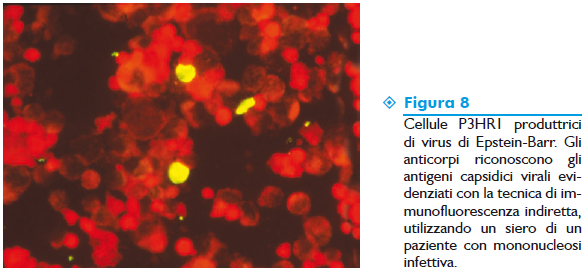 Figura 8
Cellule P3HR1 produttrici
di virus di Epstein-Barr. Gli
anticorpi riconoscono gli
antigeni capsidici virali evi-
denziati con la tecnica di im-
munofluorescenza indiretta,
utilizzando un siero di un
paziente con mononucleosi
infettiva.